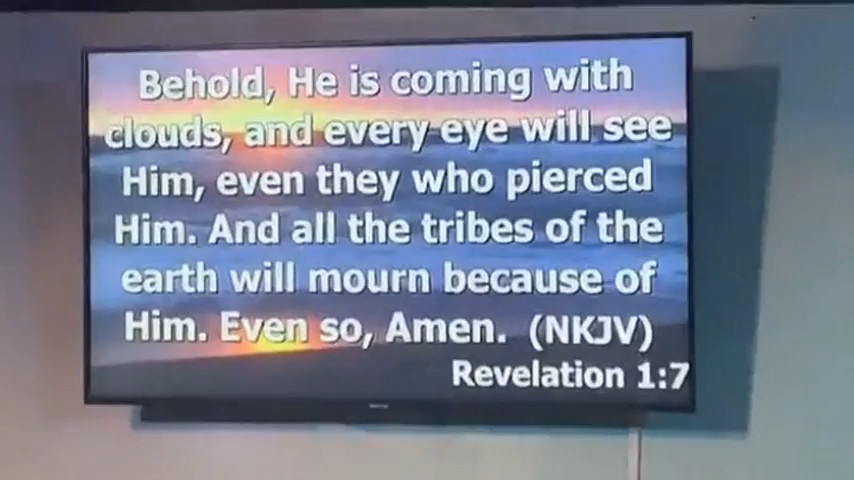 Behold, He is coming with
clouds, and every eye will see
Him, even they who pierced
Him. And all the tribes of the
earth will mourn because of
Him. Even so, Amen. (NKJV)
Revelation 1:7